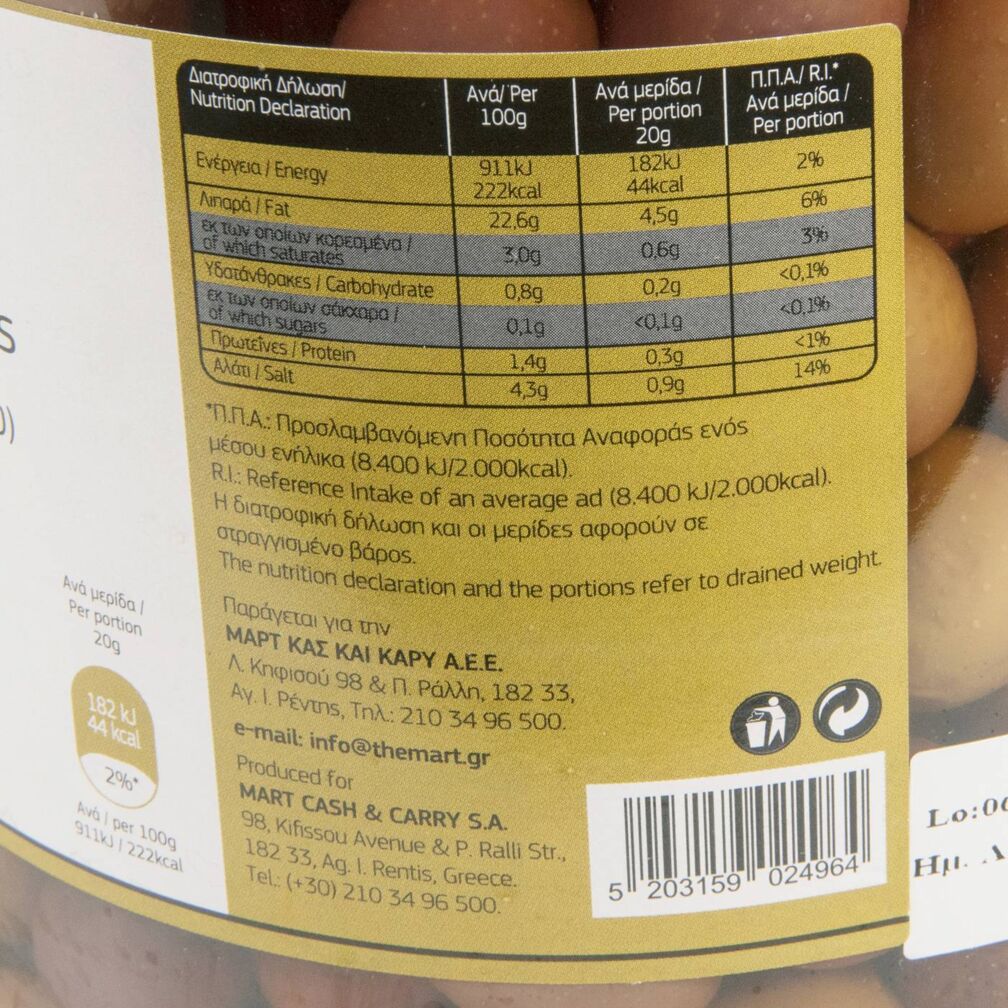 Διατροφική Δήλωση/
Nutrition Declaration
Ανά/ Per
100g
Ανά μερίδα /
Per portion
20g
Π.Π.Α./ R.I.*
Ανά μερίδα /
Per portion
Ενέργεια / Energy
911kJ
222kcal
182kJ
44kcal
2%
Λιπαρά / Fat
22,6g
4,5g
6%
εκ των οποίων κορεσμένα /
of which saturates
3,0g
0,6g
3%
Υδατάνθρακες / Carbohydrate
0,8g
0,2g
<0,1%
εκ των οποίων σάκχαρα /
of which sugars
0,1g
<0,1g
<0,1%
Πρωτεΐνες / Protein
1,4g
0,3g
<1%
Αλάτι / Salt
4,3g
0,9g
14%
*Π.Π.Α.: Προσλαμβανόμενη Ποσότητα Αναφοράς ενός
μέσου ενήλικα (8.400 kJ/2.000kcal).
R.I.: Reference Intake of an average ad (8.400 kJ/2.000kcal).
Η διατροφική δήλωση και οι μερίδες αφορούν σε
στραγγισμένο βάρος.
The nutrition declaration and the portions refer to drained weight.
Παράγεται για την
ΜΑΡΤ ΚΑΣ ΚΑΙ ΚΑΡΥ Α.Ε.Ε.
Λ. Κηφισού 98 & Π. Ράλλη, 182 33,
Αγ. Ι. Ρέντης, Τηλ.: 210 34 96 500.
e-mail: info@themart.gr
Produced for
MART CASH & CARRY S.A.
98, Kifissou Avenue & P. Ralli Str.,
182 33, Ag. I. Rentis, Greece.
Tel.: (+30) 210 34 96 500.
Ανά μερίδα /
Per portion
20g
182 kJ
44 kcal
2%*
Ανά / per 100g
911kJ / 222kcal
5 203159 024964
Lo:0
Ημ.